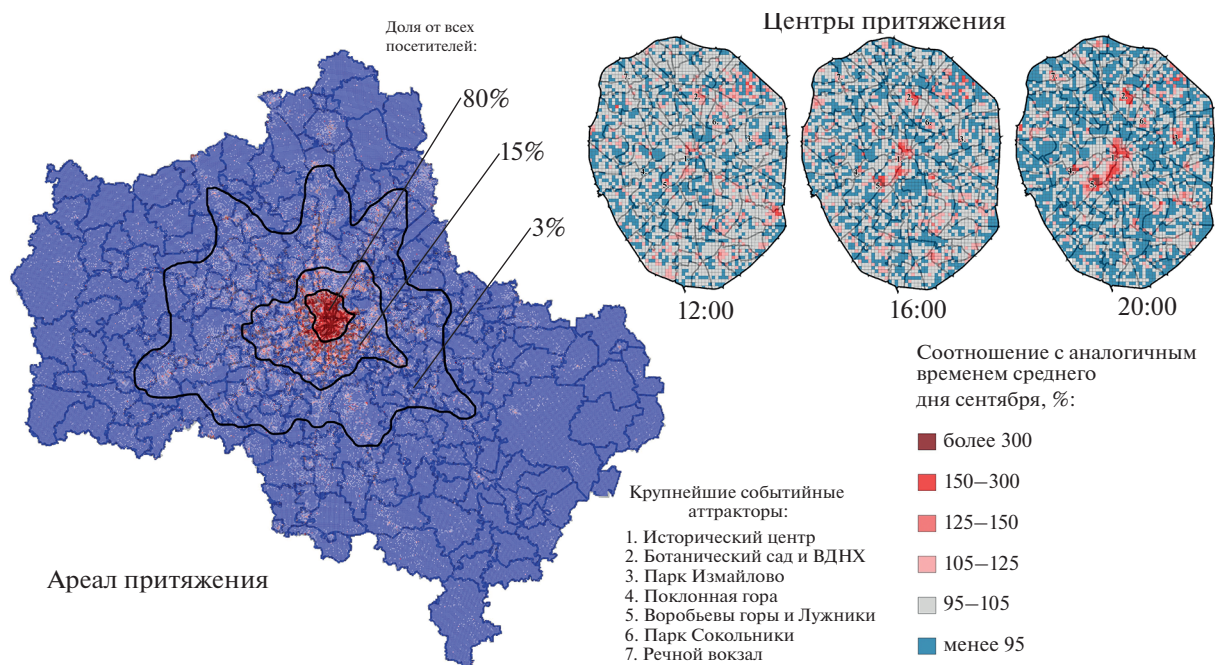 Доля от всех
посетителей:
80%
15%
3%
Ареал притяжения
Центры притяжения
12:00
16:00
20:00
Крупнейшие событийные
аттракторы:
1. Исторический центр
2. Ботанический сад и ВДНХ
3. Парк Измайлово
4. Поклонная гора
5. Воробьевы горы и Лужники
6. Парк Сокольники
7. Речной вокзал
Соотношение с аналогичным
временем среднего
дня сентября, %:
более 300
150—300
125—150
105—125
95—105
менее 95